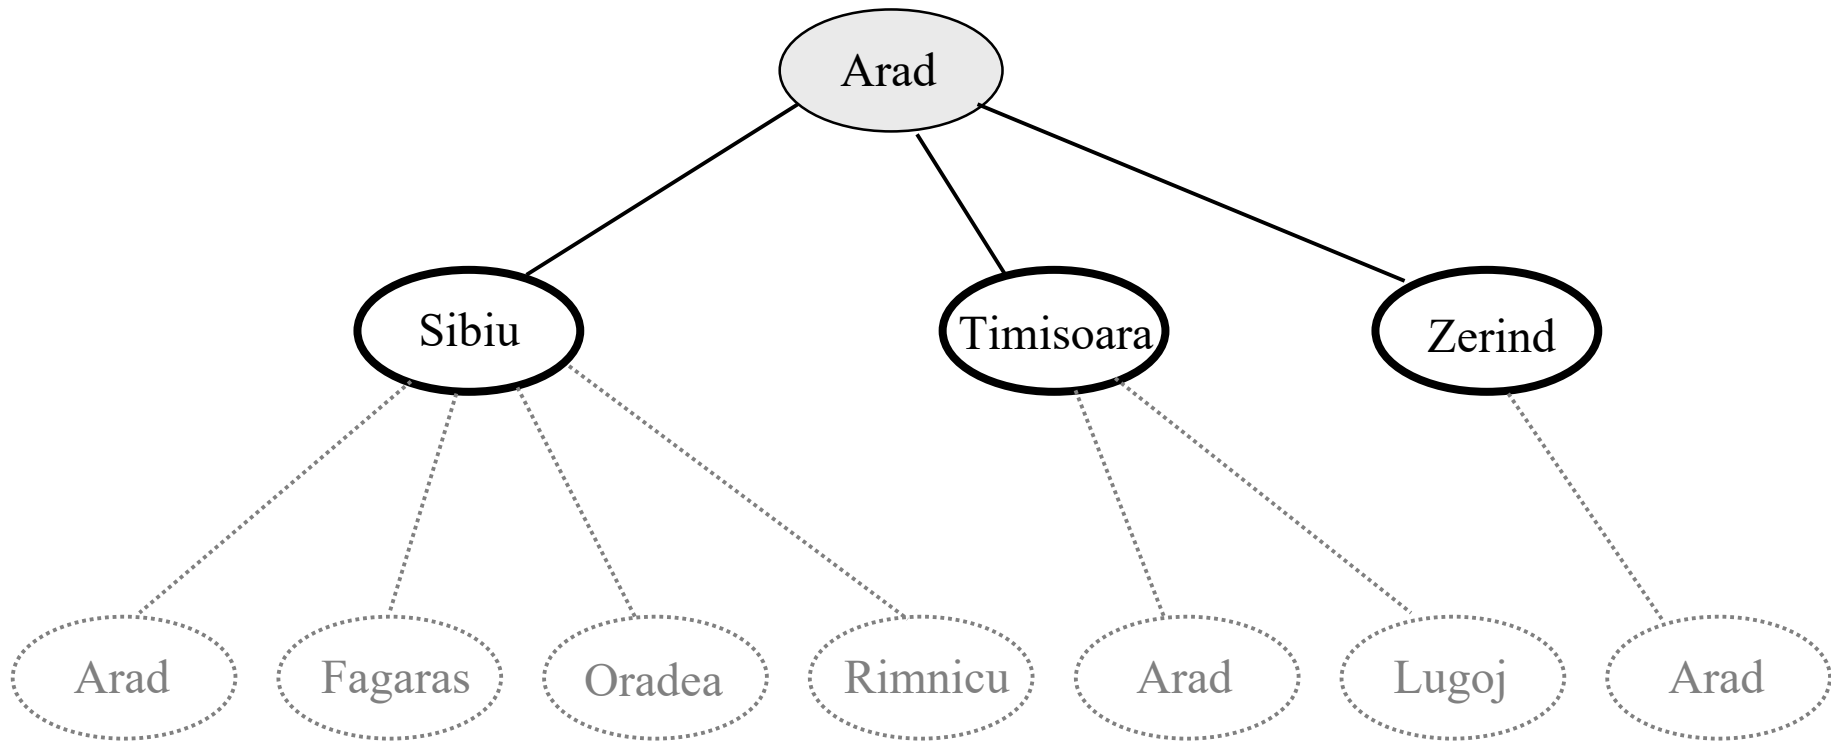 Arad
Sibiu
Timisoara
Zerind
Arad
Fagaras
Oradea
Rimnicu
Arad
Lugoj
Arad